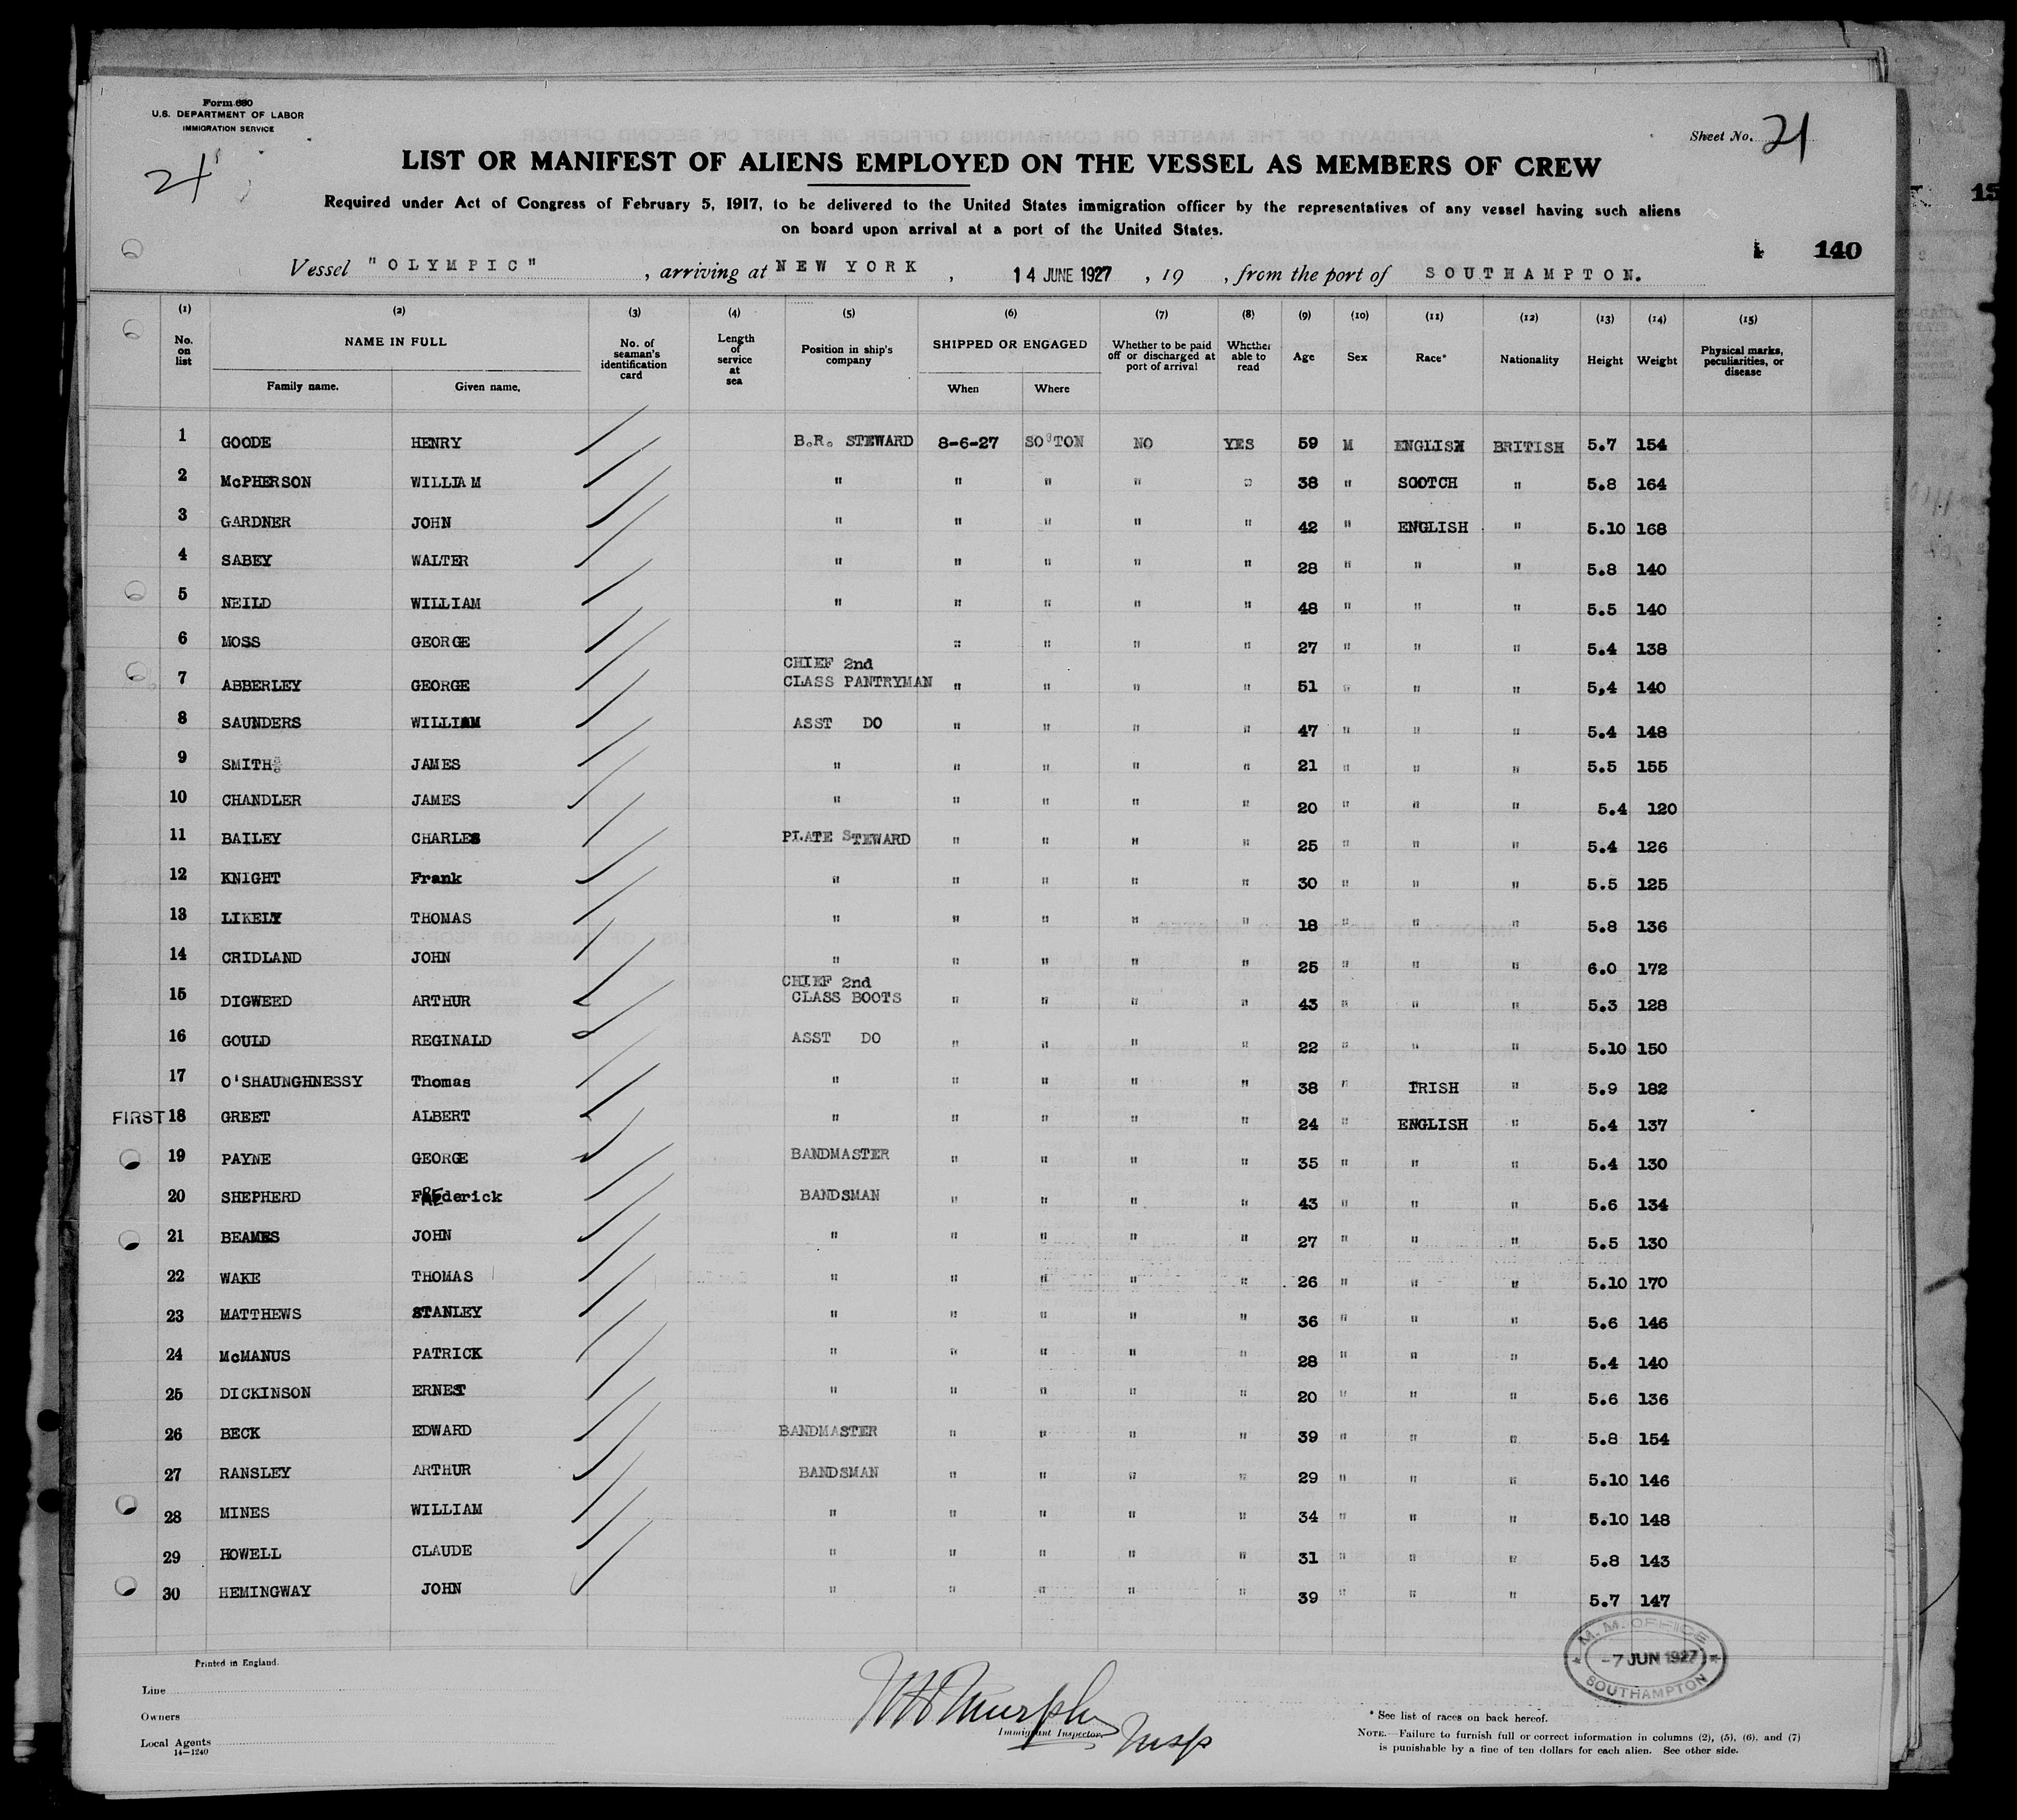 Form 680
U.S. DEPARTMENT OF LABOR
IMMIGRATION SERVICE
Sheet No. 21
21
LIST OR MANIFEST OF ALIENS EMPLOYED ON THE VESSEL AS MEMBERS OF CREW
Required under Act of Congress of February 5, 1917, to be delivered to the United States immigration officer by the representatives of any vessel having such aliens
on board upon arrival at a port of the United States.
140
Vessel "OLYMPIC", arriving at NEW YORK, 14 JUNE 1927, 19 , from the port of SOUTHAMPTON.
(1) (2) (3) (4) (5) (6) (7) (8) (9) (10) (11) (12) (13) (14) (15)
No. on list NAME IN FULL Family name. Given name. No. of seaman's identification card Length of service at sea Position in ship's company SHIPPED OR ENGAGED When Where Whether to be paid off or discharged at port of arrival Whether able to read Age Sex Race* Nationality Height Weight Physical marks, peculiarities, or disease
1 GOODE HENRY B.R. STEWARD 8-6-27 SO'TON NO YES 59 M ENGLISH BRITISH 5.7 154
2 McPHERSON WILLIAM " " " " " 38 " SCOTCH " 5.8 164
3 GARDNER JOHN " " " " " 42 " ENGLISH " 5.10 168
4 SABEY WALTER " " " " " 28 " " " 5.8 140
5 NEILD WILLIAM " " " " " 48 " " " 5.5 140
6 MOSS GEORGE " " " " 27 " " " 5.4 138
7 ABBERLEY GEORGE CHIEF 2nd CLASS PANTRYMAN " " " " 51 " " " 5,4 140
8 SAUNDERS WILLIAM ASST DO " " " " 47 " " " 5.4 148
9 SMITH JAMES " " " " " 21 " " " 5.5 155
10 CHANDLER JAMES " " " " " 20 " " " 5.4 120
11 BAILEY CHARLES PLATE STEWARD " " " " 25 " " " 5.4 126
12 KNIGHT Frank " " " " " 30 " " " 5.5 125
13 LIKELY THOMAS " " " " " 18 " " " 5.8 136
14 CRIDLAND JOHN " " " " " 25 " " " 6.0 172
15 DIGWEED ARTHUR CHIEF 2nd CLASS BOOTS " " " " 43 " " " 5.3 128
16 GOULD REGINALD ASST DO " " " " 22 " " " 5.10 150
17 O'SHAUNGHNESSY Thomas " " " " " 38 " IRISH " 5.9 182
FIRST 18 GREET ALBERT " " " " " 24 " ENGLISH " 5.4 137
19 PAYNE GEORGE BANDMASTER " " " " 35 " " " 5.4 130
20 SHEPHERD FREderick BANDSMAN " " " " 43 " " " 5.6 134
21 BEAMES JOHN " " " " " 27 " " " 5.5 130
22 WAKE THOMAS " " " " " 26 " " " 5.10 170
23 MATTHEWS STANLEY " " " " " 36 " " " 5.6 146
24 McMANUS PATRICK " " " " " 28 " " " 5.4 140
25 DICKINSON ERNEST " " " " " 20 " " " 5.6 136
26 BECK EDWARD BANDMASTER " " " " 39 " " " 5.8 154
27 RANSLEY ARTHUR BANDSMAN " " " " 29 " " " 5.10 146
28 MINES WILLIAM " " " " " 34 " " " 5.10 148
29 HOWELL CLAUDE " " " " " 31 " " " 5.8 143
30 HEMINGWAY JOHN " " " " " 39 " " " 5.7 147
Printed in England.
M.M. OFFICE
-7 JUN 1927
SOUTHAMPTON
Line
Owners
Local Agents
14-1240
Murphy Insp
Immigrant Inspector.
* See list of races on back hereof.
NOTE.—Failure to furnish full or correct information in columns (2), (5), (6), and (7)
is punishable by a fine of ten dollars for each alien. See other side.